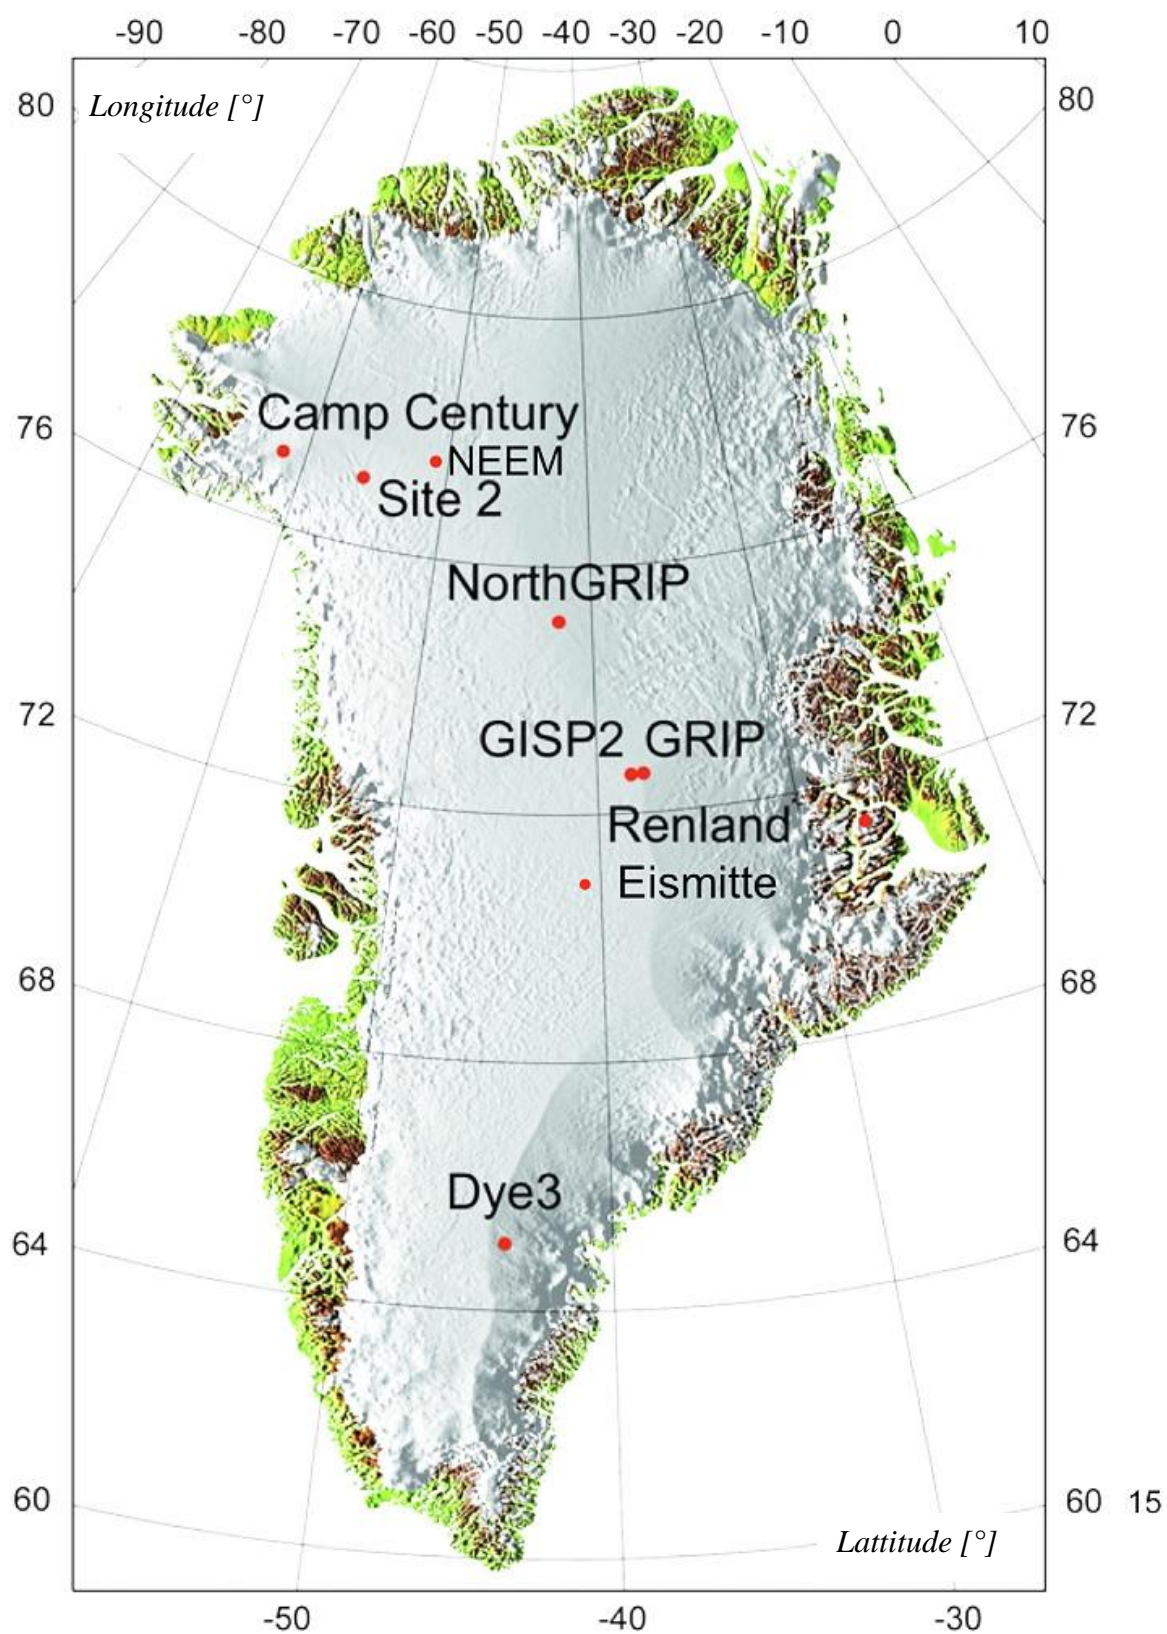 -90 -80 -70 -60 -50 -40 -30 -20 -10 0 10
80 Longitude [°] 80
Camp Century
76 76
NEEM
Site 2
NorthGRIP
72 72
GISP2 GRIP
Renland
Eismitte
68 68
Dye3
64 64
60 60 15
Lattitude [°]
-50 -40 -30